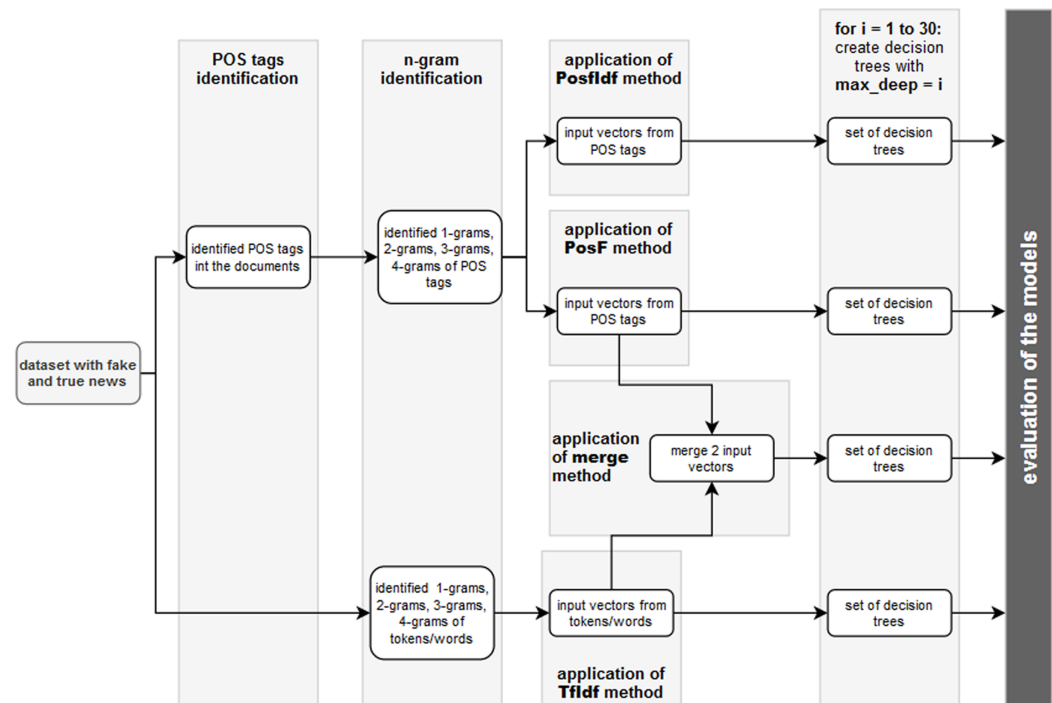 POS tags
identification
n-gram
identification
application of
PosfIdf method
for i = 1 to 30:
create decision
trees with
max_deep = i
input vectors from
POS tags
set of decision
trees
identified POS tags
int the documents
identified 1-grams,
2-grams, 3-grams,
4-grams of POS
tags
application of
PosF method
input vectors from
POS tags
set of decision
trees
dataset with fake
and true news
application
of merge
method
merge 2 input
vectors
set of decision
trees
identified 1-grams,
2-grams, 3-grams,
4-grams of
tokens/words
input vectors from
tokens/words
set of decision
trees
application of
TfIdf method
evaluation of the models